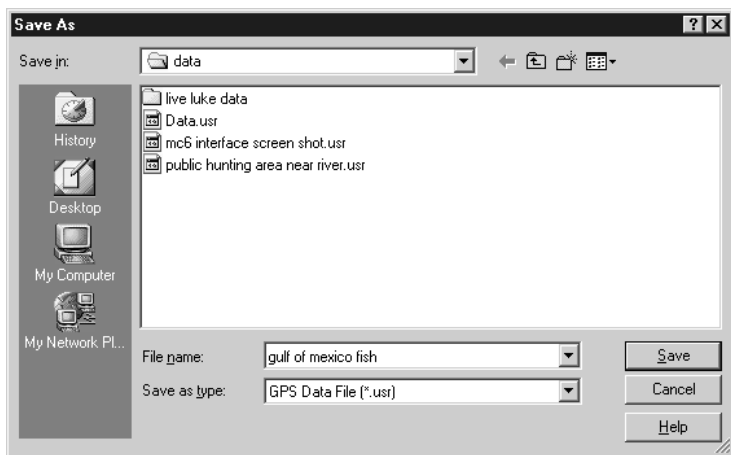 Save As
Save in:
data
History
Desktop
My Computer
My Network Pl...
live luke data
Data.usr
mc6 interface screen shot.usr
public hunting area near river.usr
File name:
gulf of mexico fish
Save
Save as type:
GPS Data File (*.usr)
Cancel
Help